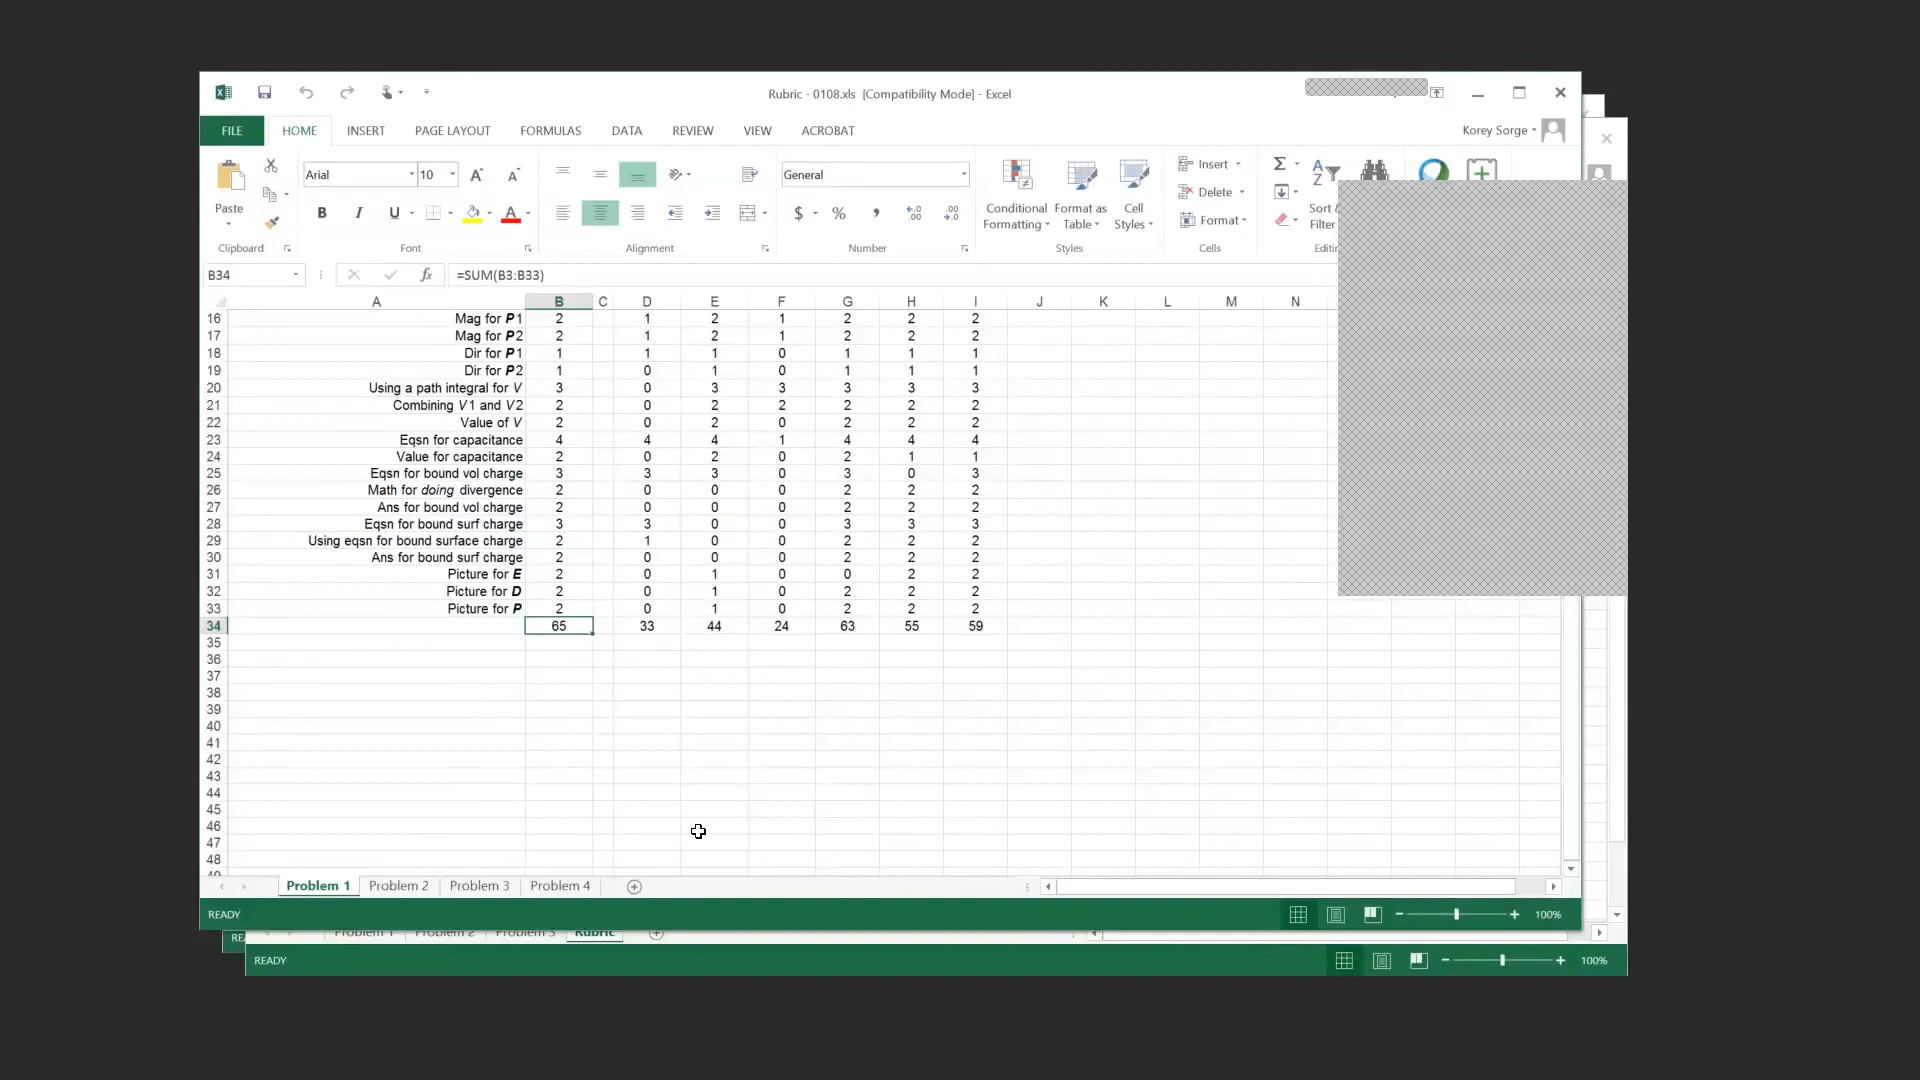 Rubric - 0108.xls [Compatibility Mode] - Excel
FILE HOME INSERT PAGE LAYOUT FORMULAS DATA REVIEW VIEW ACROBAT Korey Sorge
Paste Arial 10 General Conditional Formatting Format as Table Cell Styles Insert Delete Format Sort & Filter
Clipboard Font Alignment Number Styles Cells
B34 fx =SUM(B3:B33)
A B C D E F G H I J K L M N
16 Mag for P1 2 1 2 1 2 2 2
17 Mag for P2 2 1 2 1 2 2 2
18 Dir for P1 1 1 1 0 1 1 1
19 Dir for P2 1 0 1 0 1 1 1
20 Using a path integral for V 3 0 3 3 3 3 3
21 Combining V1 and V2 2 0 2 2 2 2 2
22 Value of V 2 0 2 0 2 2 2
23 Eqsn for capacitance 4 4 4 1 4 4 4
24 Value for capacitance 2 0 2 0 2 1 1
25 Eqsn for bound vol charge 3 3 3 0 3 0 3
26 Math for doing divergence 2 0 0 0 2 2 2
27 Ans for bound vol charge 2 0 0 0 2 2 2
28 Eqsn for bound surf charge 3 3 0 0 3 3 3
29 Using eqsn for bound surface charge 2 1 0 0 2 2 2
30 Ans for bound surf charge 2 0 0 0 2 2 2
31 Picture for E 2 0 1 0 0 2 2
32 Picture for D 2 0 1 0 2 2 2
33 Picture for P 2 0 1 0 2 2 2
34 65 33 44 24 63 55 59
35
36
37
38
39
40
41
42
43
44
45
46
47
48
Problem 1 Problem 2 Problem 3 Problem 4
READY 100%
Problem 1 Problem 2 Problem 3 Rubric
READY 100%